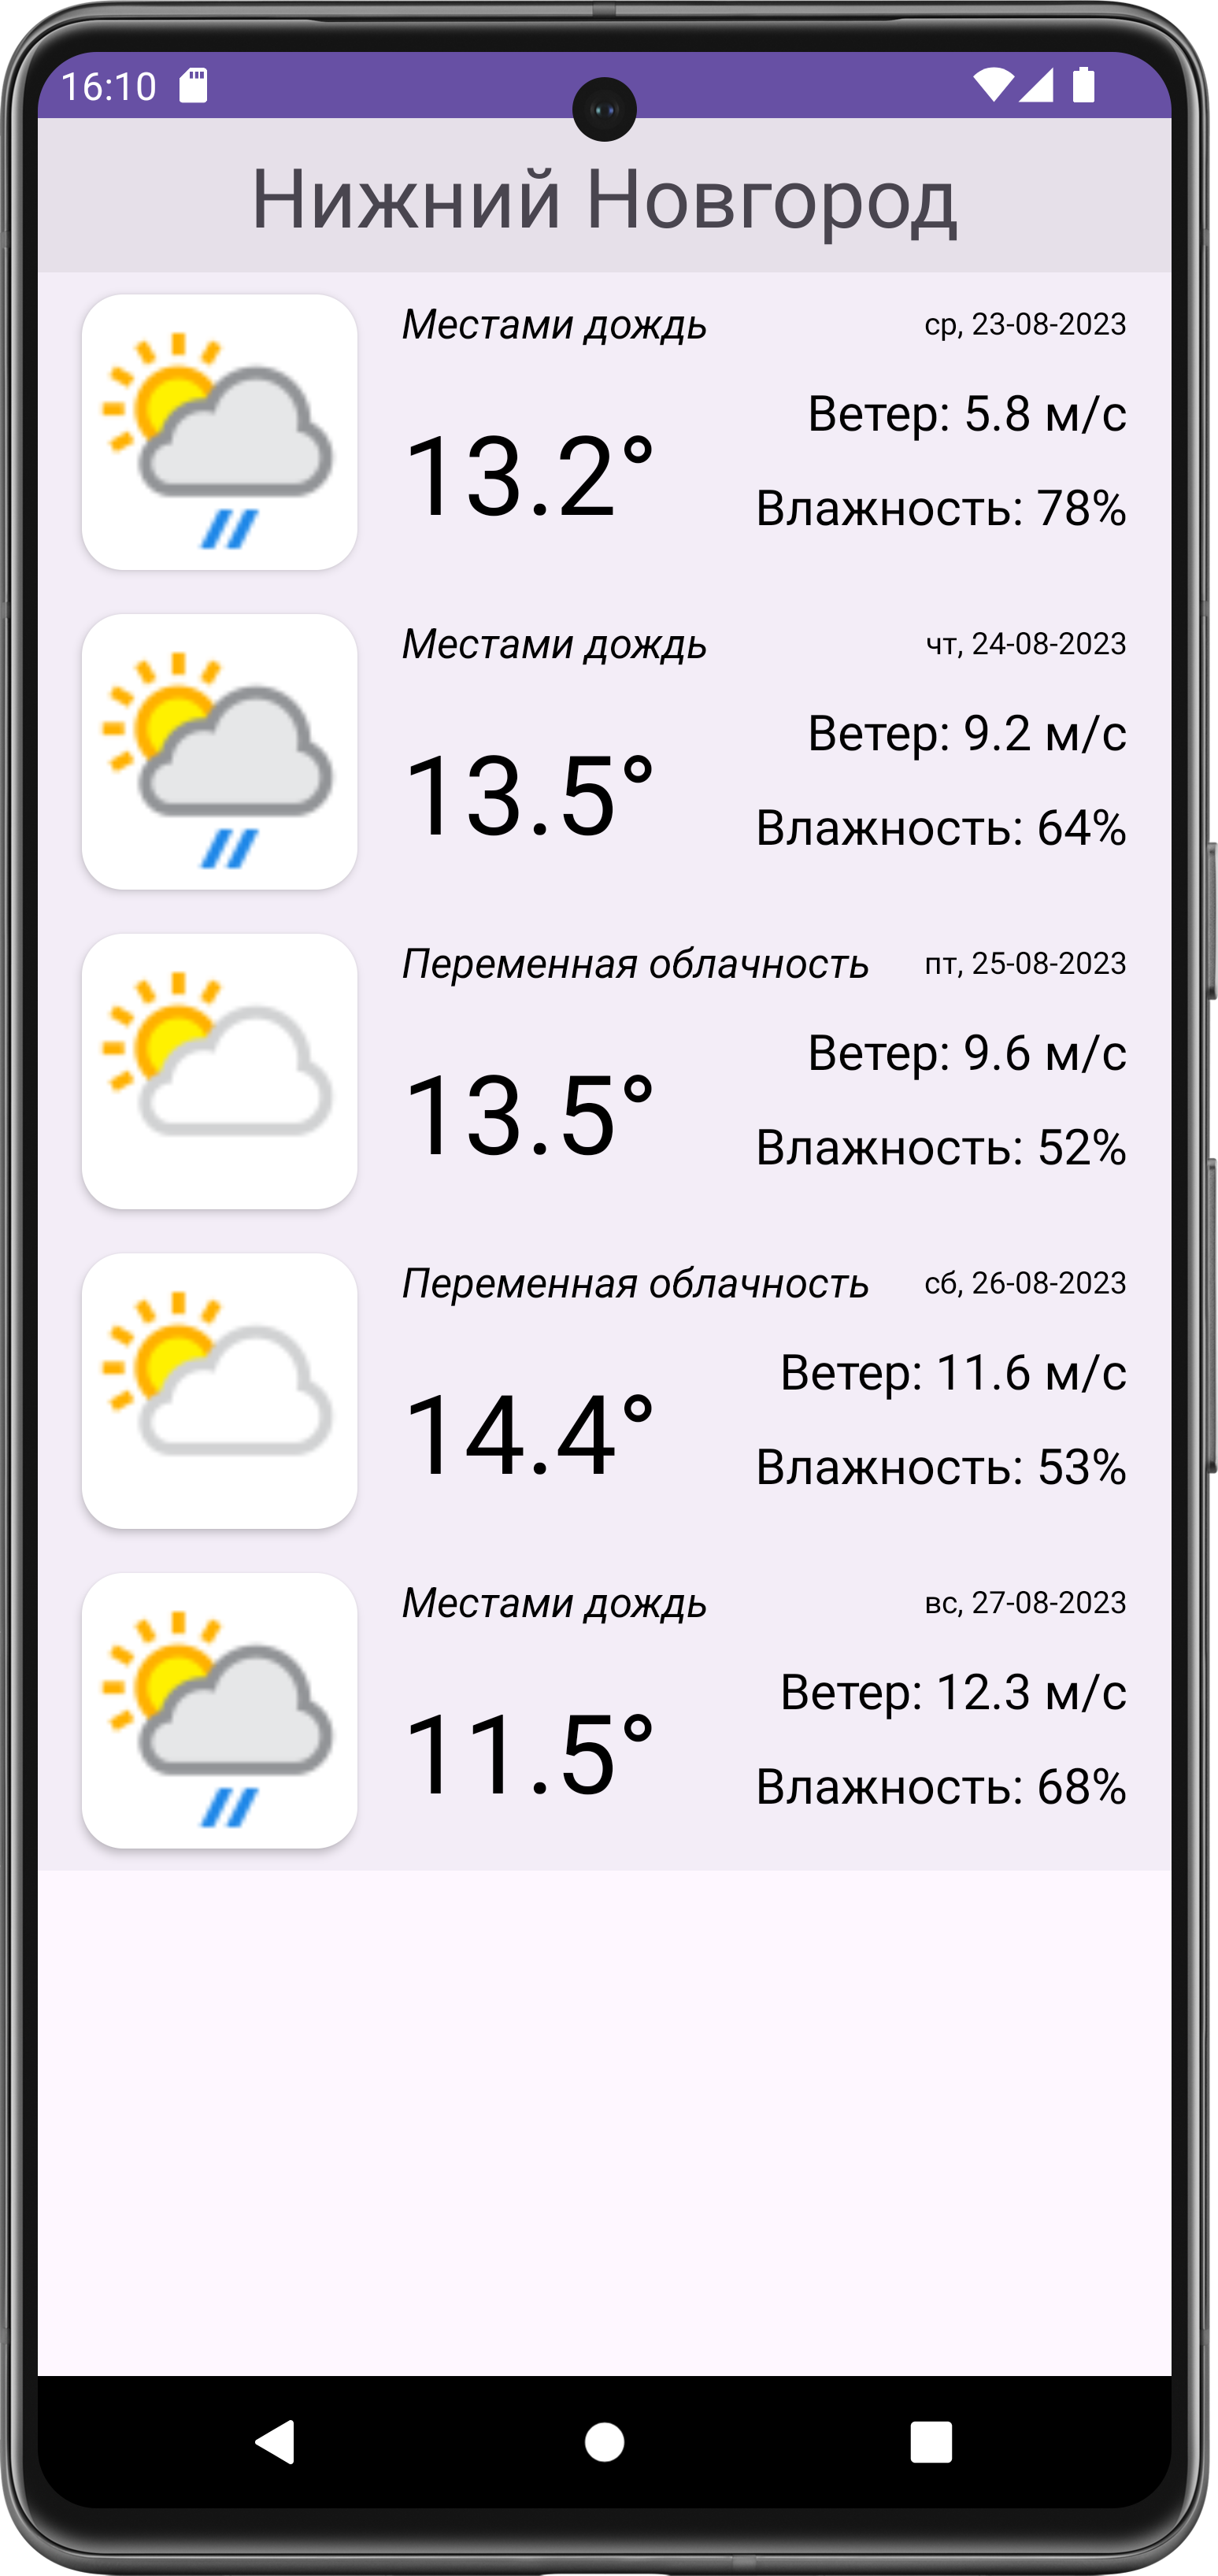 16:10
Нижний Новгород
Местами дождь ср, 23-08-2023
Ветер: 5.8 м/с
13.2°
Влажность: 78%
Местами дождь чт, 24-08-2023
Ветер: 9.2 м/с
13.5°
Влажность: 64%
Переменная облачность пт, 25-08-2023
Ветер: 9.6 м/с
13.5°
Влажность: 52%
Переменная облачность сб, 26-08-2023
Ветер: 11.6 м/с
14.4°
Влажность: 53%
Местами дождь вс, 27-08-2023
Ветер: 12.3 м/с
11.5°
Влажность: 68%